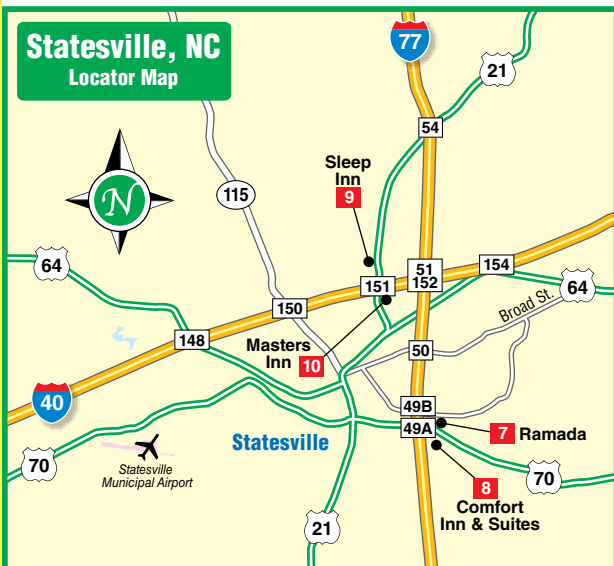 Statesville, NC
Locator Map
77
21
54
N
Sleep
Inn
9
115
64
51
152
154
151
64
150
Broad St.
148
Masters
Inn 10
50
40
49B
49A
7 Ramada
Statesville
70
Statesville
Municipal Airport
70
8
Comfort
Inn & Suites
21